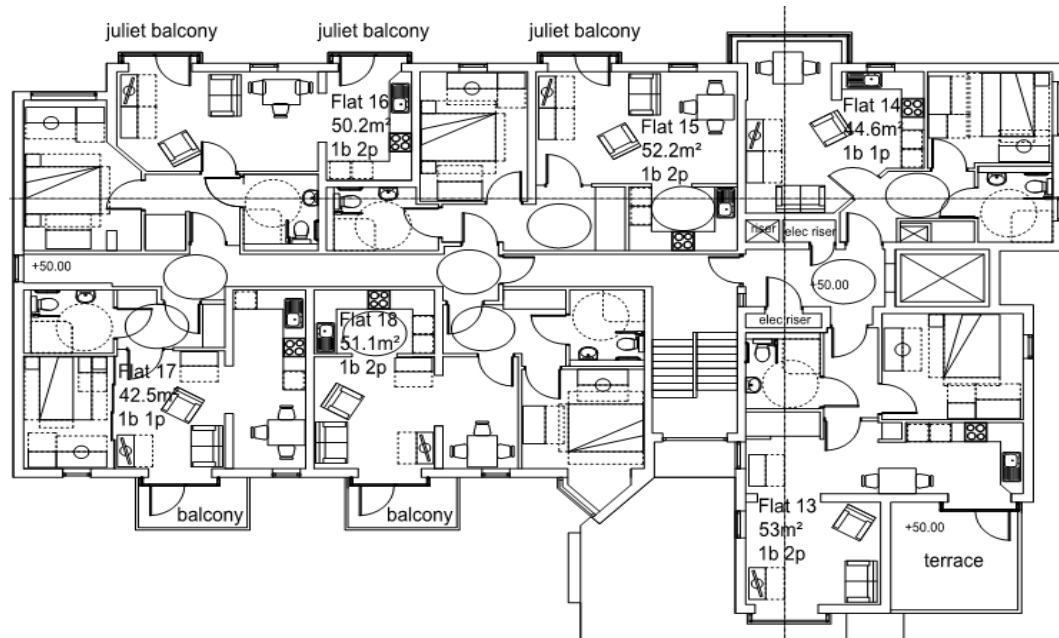 juliet balcony
juliet balcony
juliet balcony
Flat 16
50.2m²
1b 2p
Flat 15
52.2m²
1b 2p
Flat 14
44.6m²
1b 1p
riser
elec riser
+50.00
+50.00
elec riser
Flat 17
42.5m²
1b 1p
Flat 18
51.1m²
1b 2p
balcony
balcony
Flat 13
53m²
1b 2p
+50.00
terrace